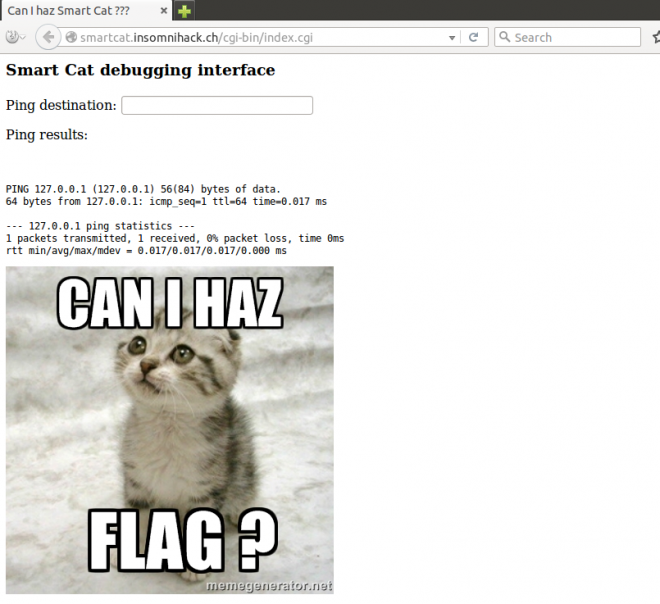 Can I haz Smart Cat ???
smartcat.insomnihack.ch/cgi-bin/index.cgi
Search
Smart Cat debugging interface
Ping destination:
Ping results:
PING 127.0.0.1 (127.0.0.1) 56(84) bytes of data.
64 bytes from 127.0.0.1: icmp_seq=1 ttl=64 time=0.017 ms
--- 127.0.0.1 ping statistics ---
1 packets transmitted, 1 received, 0% packet loss, time 0ms
rtt min/avg/max/mdev = 0.017/0.017/0.017/0.000 ms
CAN I HAZ
FLAG ?
memegenerator.net